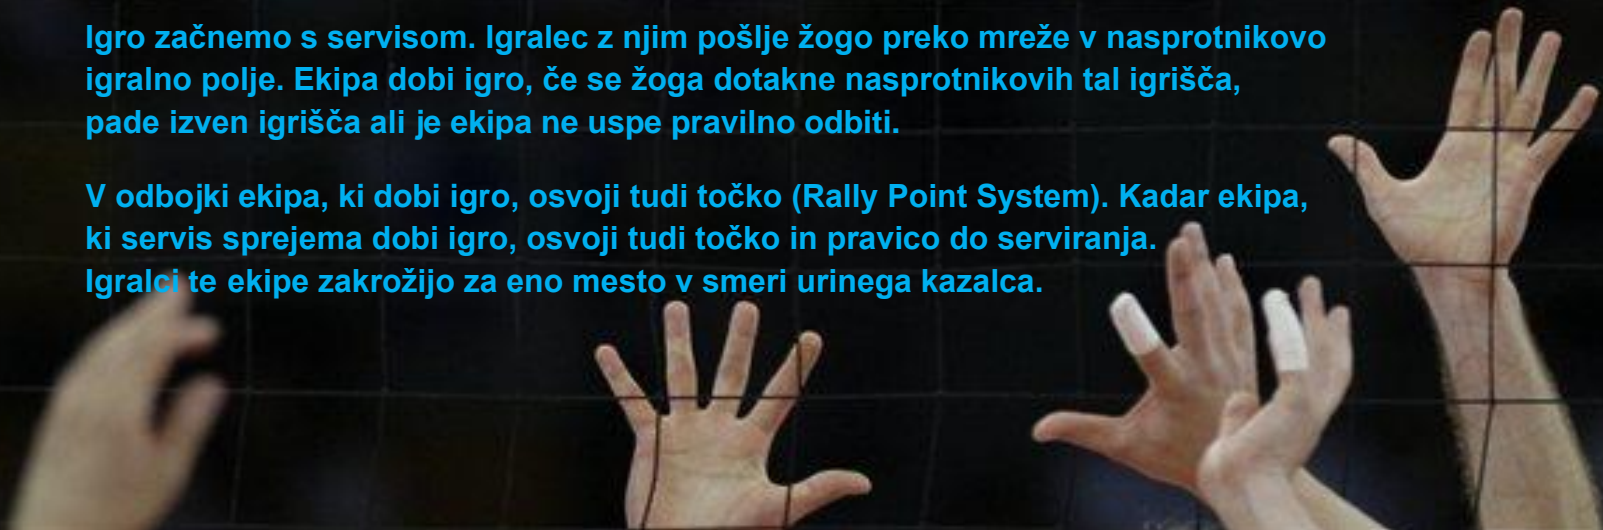 Igro začnemo s servisom. Igralec z njim pošlje žogo preko mreže v nasprotnikovo
igralno polje. Ekipa dobi igro, če se žoga dotakne nasprotnikovih tal igrišča,
pade izven igrišča ali je ekipa ne uspe pravilno odbiti.
V odbojki ekipa, ki dobi igro, osvoji tudi točko (Rally Point System). Kadar ekipa,
ki servis sprejema dobi igro, osvoji tudi točko in pravico do serviranja.
Igralci te ekipe zakrožijo za eno mesto v smeri urinega kazalca.